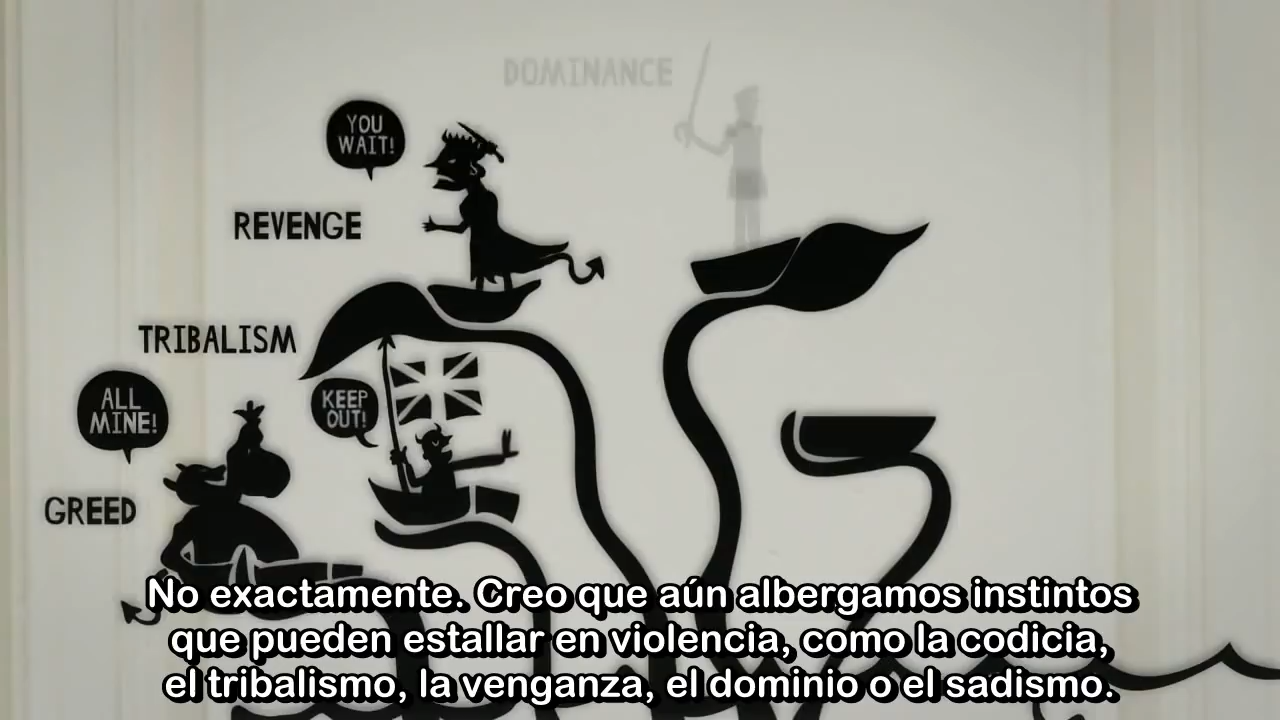 DOMINANCE
YOU
WAIT!
REVENGE
TRIBALISM
ALL
MINE!
KEEP
OUT!
GREED
No exactamente. Creo que aún albergamos instintos
que pueden estallar en violencia, como la codicia,
el tribalismo, la venganza, el dominio o el sadismo.